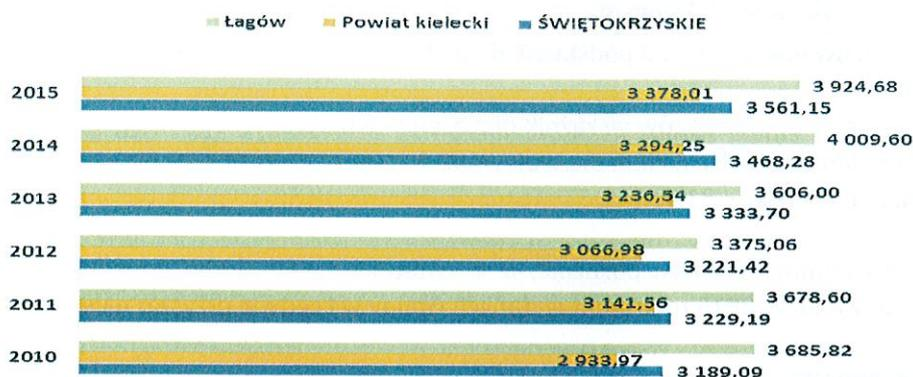 Łagów Powiat kielecki ŚWIĘTOKRZYSKIE
2015 3 924,68
3 378,01
3 561,15
2014 4 009,60
3 294,25
3 468,28
2013 3 606,00
3 236,54
3 333,70
2012 3 375,06
3 066,98
3 221,42
2011 3 678,60
3 141,56
3 229,19
2010 3 685,82
2 933,97
3 189,09